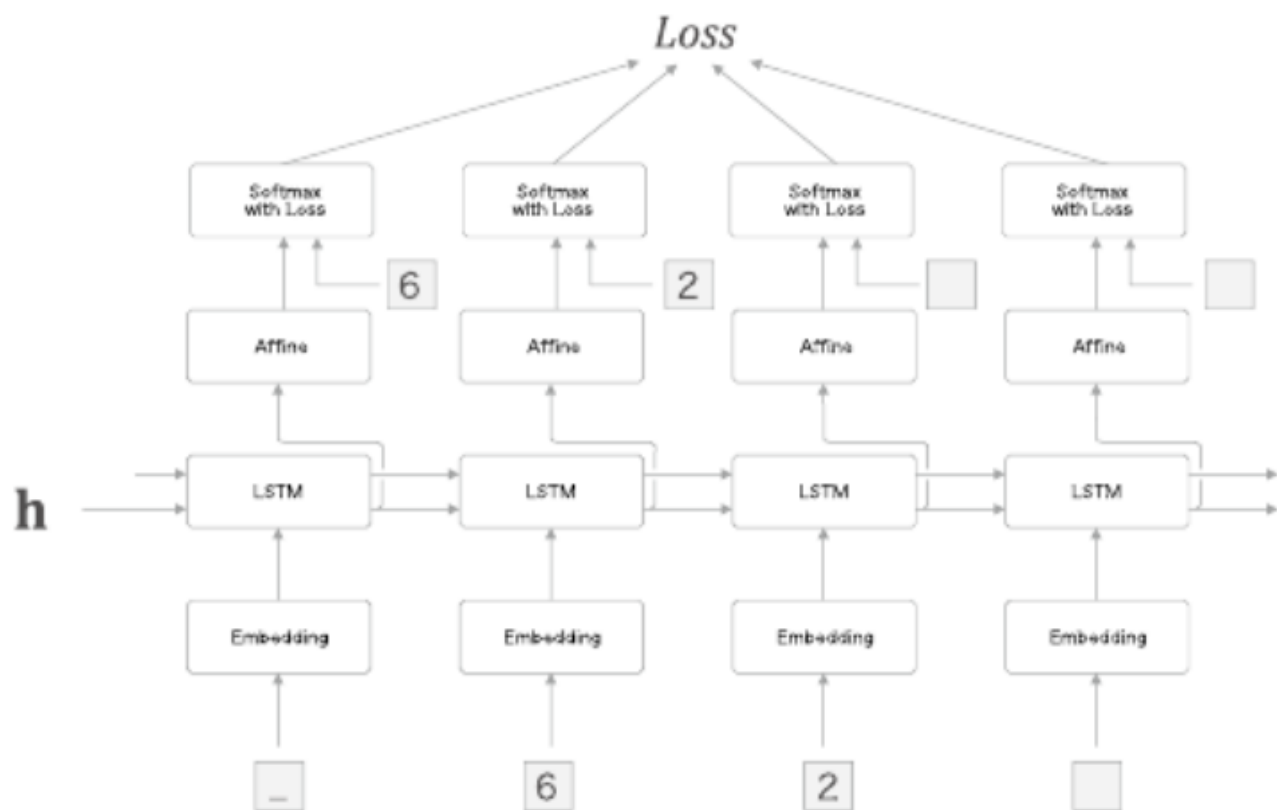 Loss
Softmax
with Loss
Softmax
with Loss
Softmax
with Loss
Softmax
with Loss
6
2
Affine
Affine
Affine
Affine
h
LSTM
LSTM
LSTM
LSTM
Embedding
Embedding
Embedding
Embedding
_
6
2